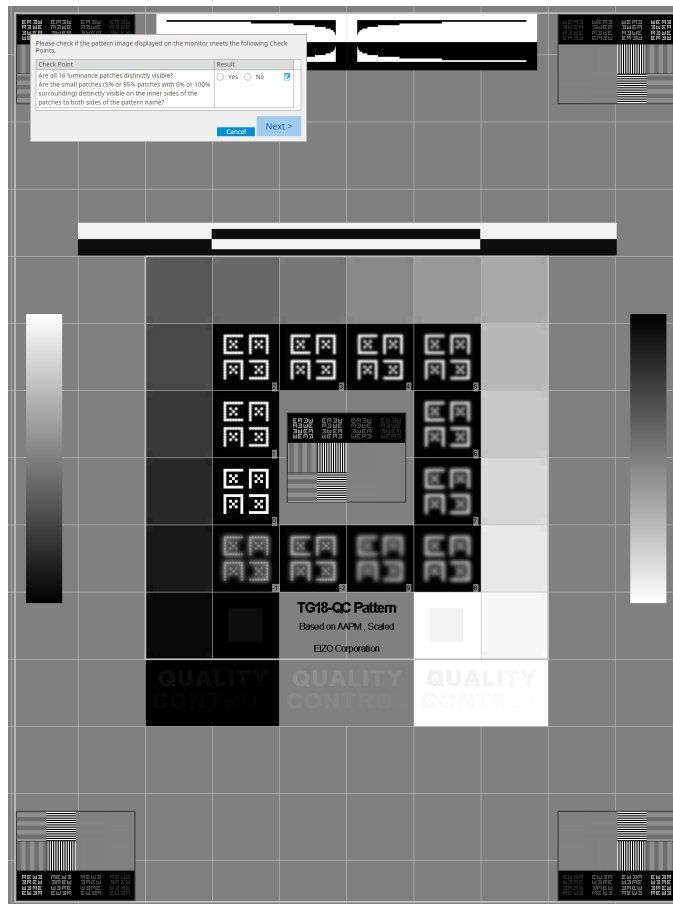 Please check if the pattern image displayed on the monitor meets the following Check
Points.
Check Point Result
Are all 16 luminance patches distinctly visible?
Are the small patches (5% or 95% patches with 0% or 100%
surrounding) distinctly visible on the inner sides of the
patches to both sides of the pattern name?
Yes No
Cancel Next >
TG18-QC Pattern
Based on AAPM , Scaled
EIZO Corporation
QUALITY QUALITY QUALITY
CONTROL CONTROL CONTROL